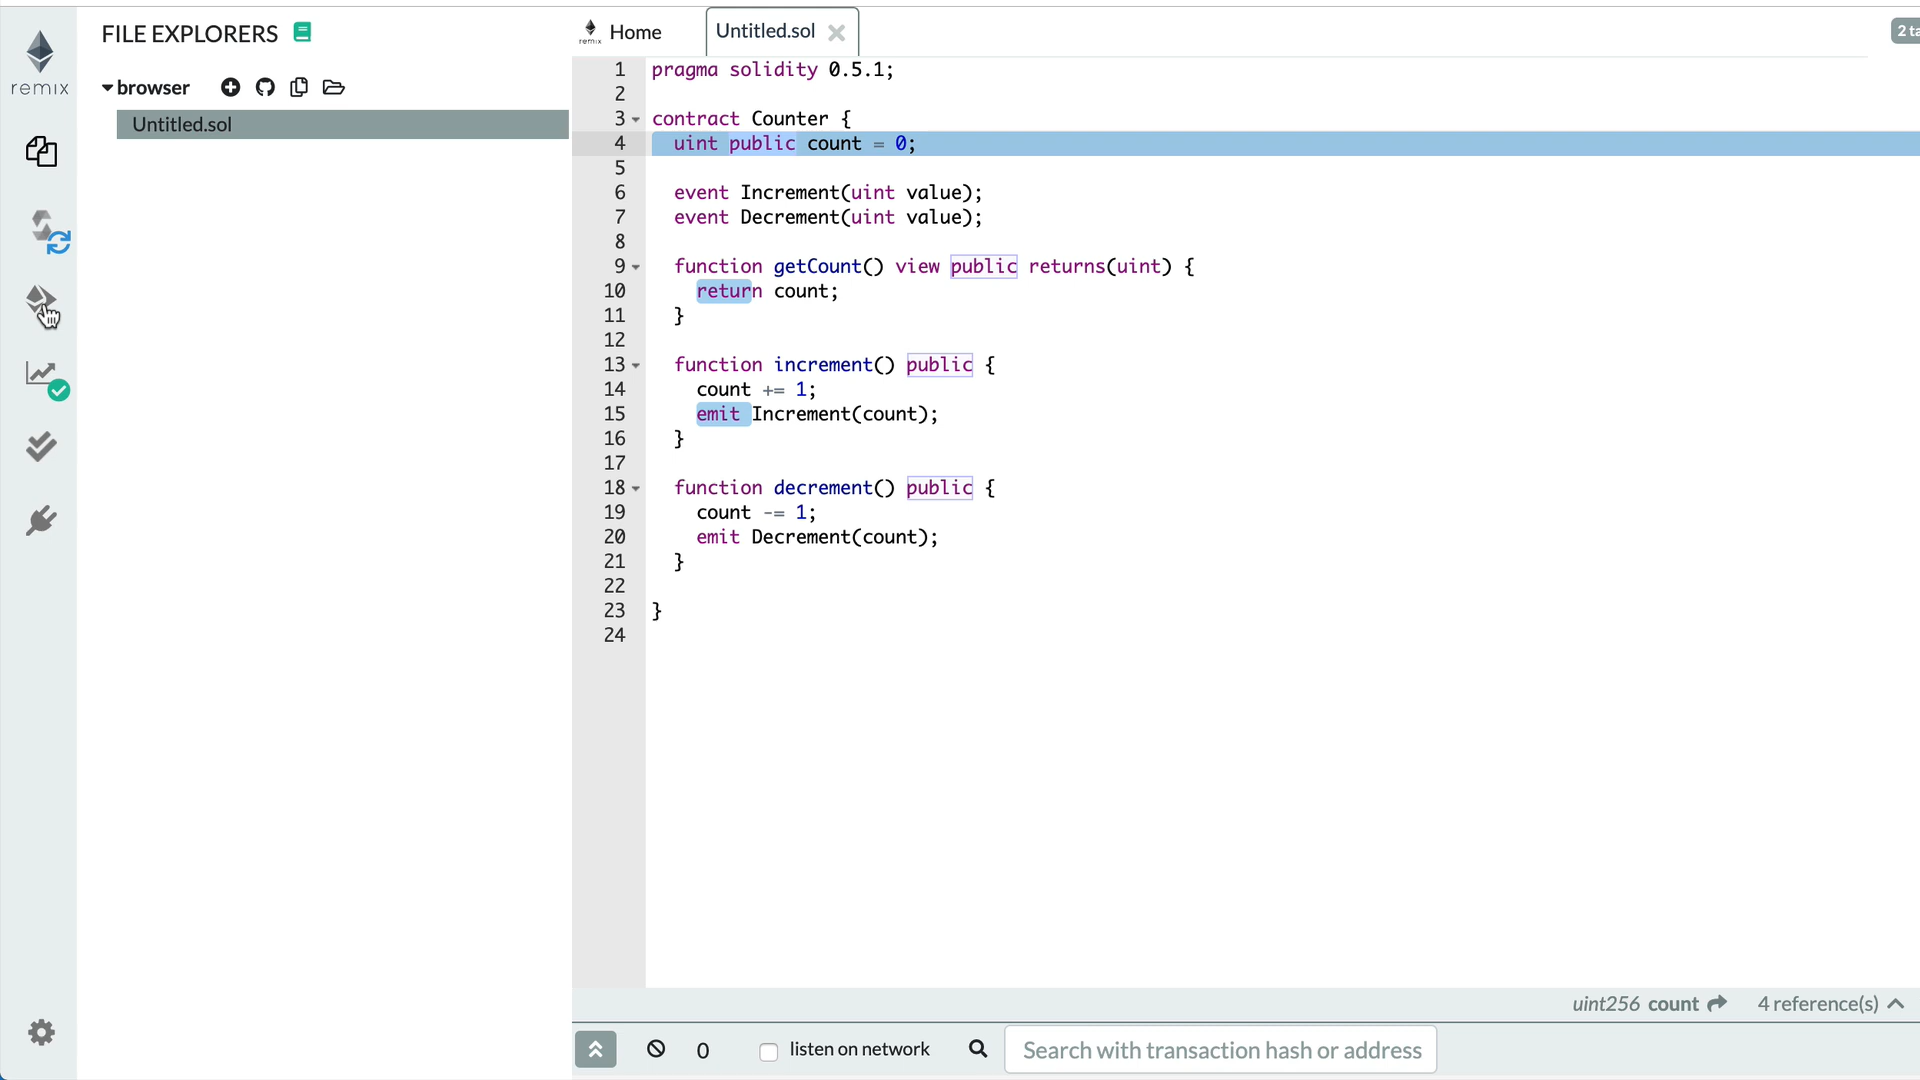 remix
FILE EXPLORERS
browser
Untitled.sol
remix
Home
Untitled.sol
2 ta
1 pragma solidity 0.5.1;
2
3 contract Counter {
4 uint public count = 0;
5
6 event Increment(uint value);
7 event Decrement(uint value);
8
9 function getCount() view public returns(uint) {
10 return count;
11 }
12
13 function increment() public {
14 count += 1;
15 emit Increment(count);
16 }
17
18 function decrement() public {
19 count -= 1;
20 emit Decrement(count);
21 }
22
23 }
24
uint256 count 4 reference(s)
0 listen on network Search with transaction hash or address